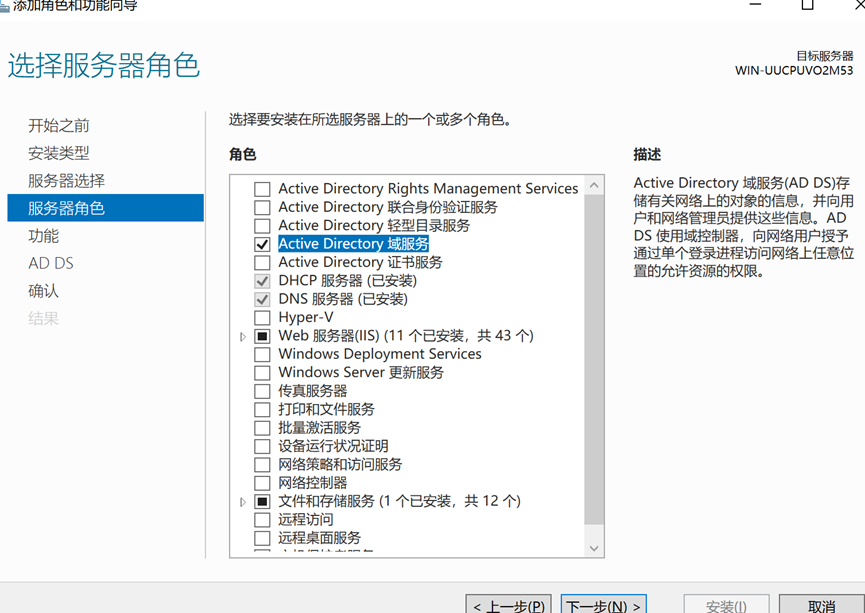 添加角色和功能向导
选择服务器角色
目标服务器
WIN-UUCPUVO2M53
开始之前
安装类型
服务器选择
服务器角色
功能
AD DS
确认
结果
选择要安装在所选服务器上的一个或多个角色。
角色
Active Directory Rights Management Services
Active Directory 联合身份验证服务
Active Directory 轻型目录服务
Active Directory 域服务
Active Directory 证书服务
DHCP 服务器 (已安装)
DNS 服务器 (已安装)
Hyper-V
Web 服务器(IIS) (11 个已安装，共 43 个)
Windows Deployment Services
Windows Server 更新服务
传真服务器
打印和文件服务
批量激活服务
设备运行状况证明
网络策略和访问服务
网络控制器
文件和存储服务 (1 个已安装，共 12 个)
远程访问
远程桌面服务
描述
Active Directory 域服务(AD DS)存
储有关网络上的对象的信息，并向用
户和网络管理员提供这些信息。AD
DS 使用域控制器，向网络用户授予
通过单个登录进程访问网络上任意位
置的允许资源的权限。
< 上一步(P)
下一步(N) >
安装(I)
取消